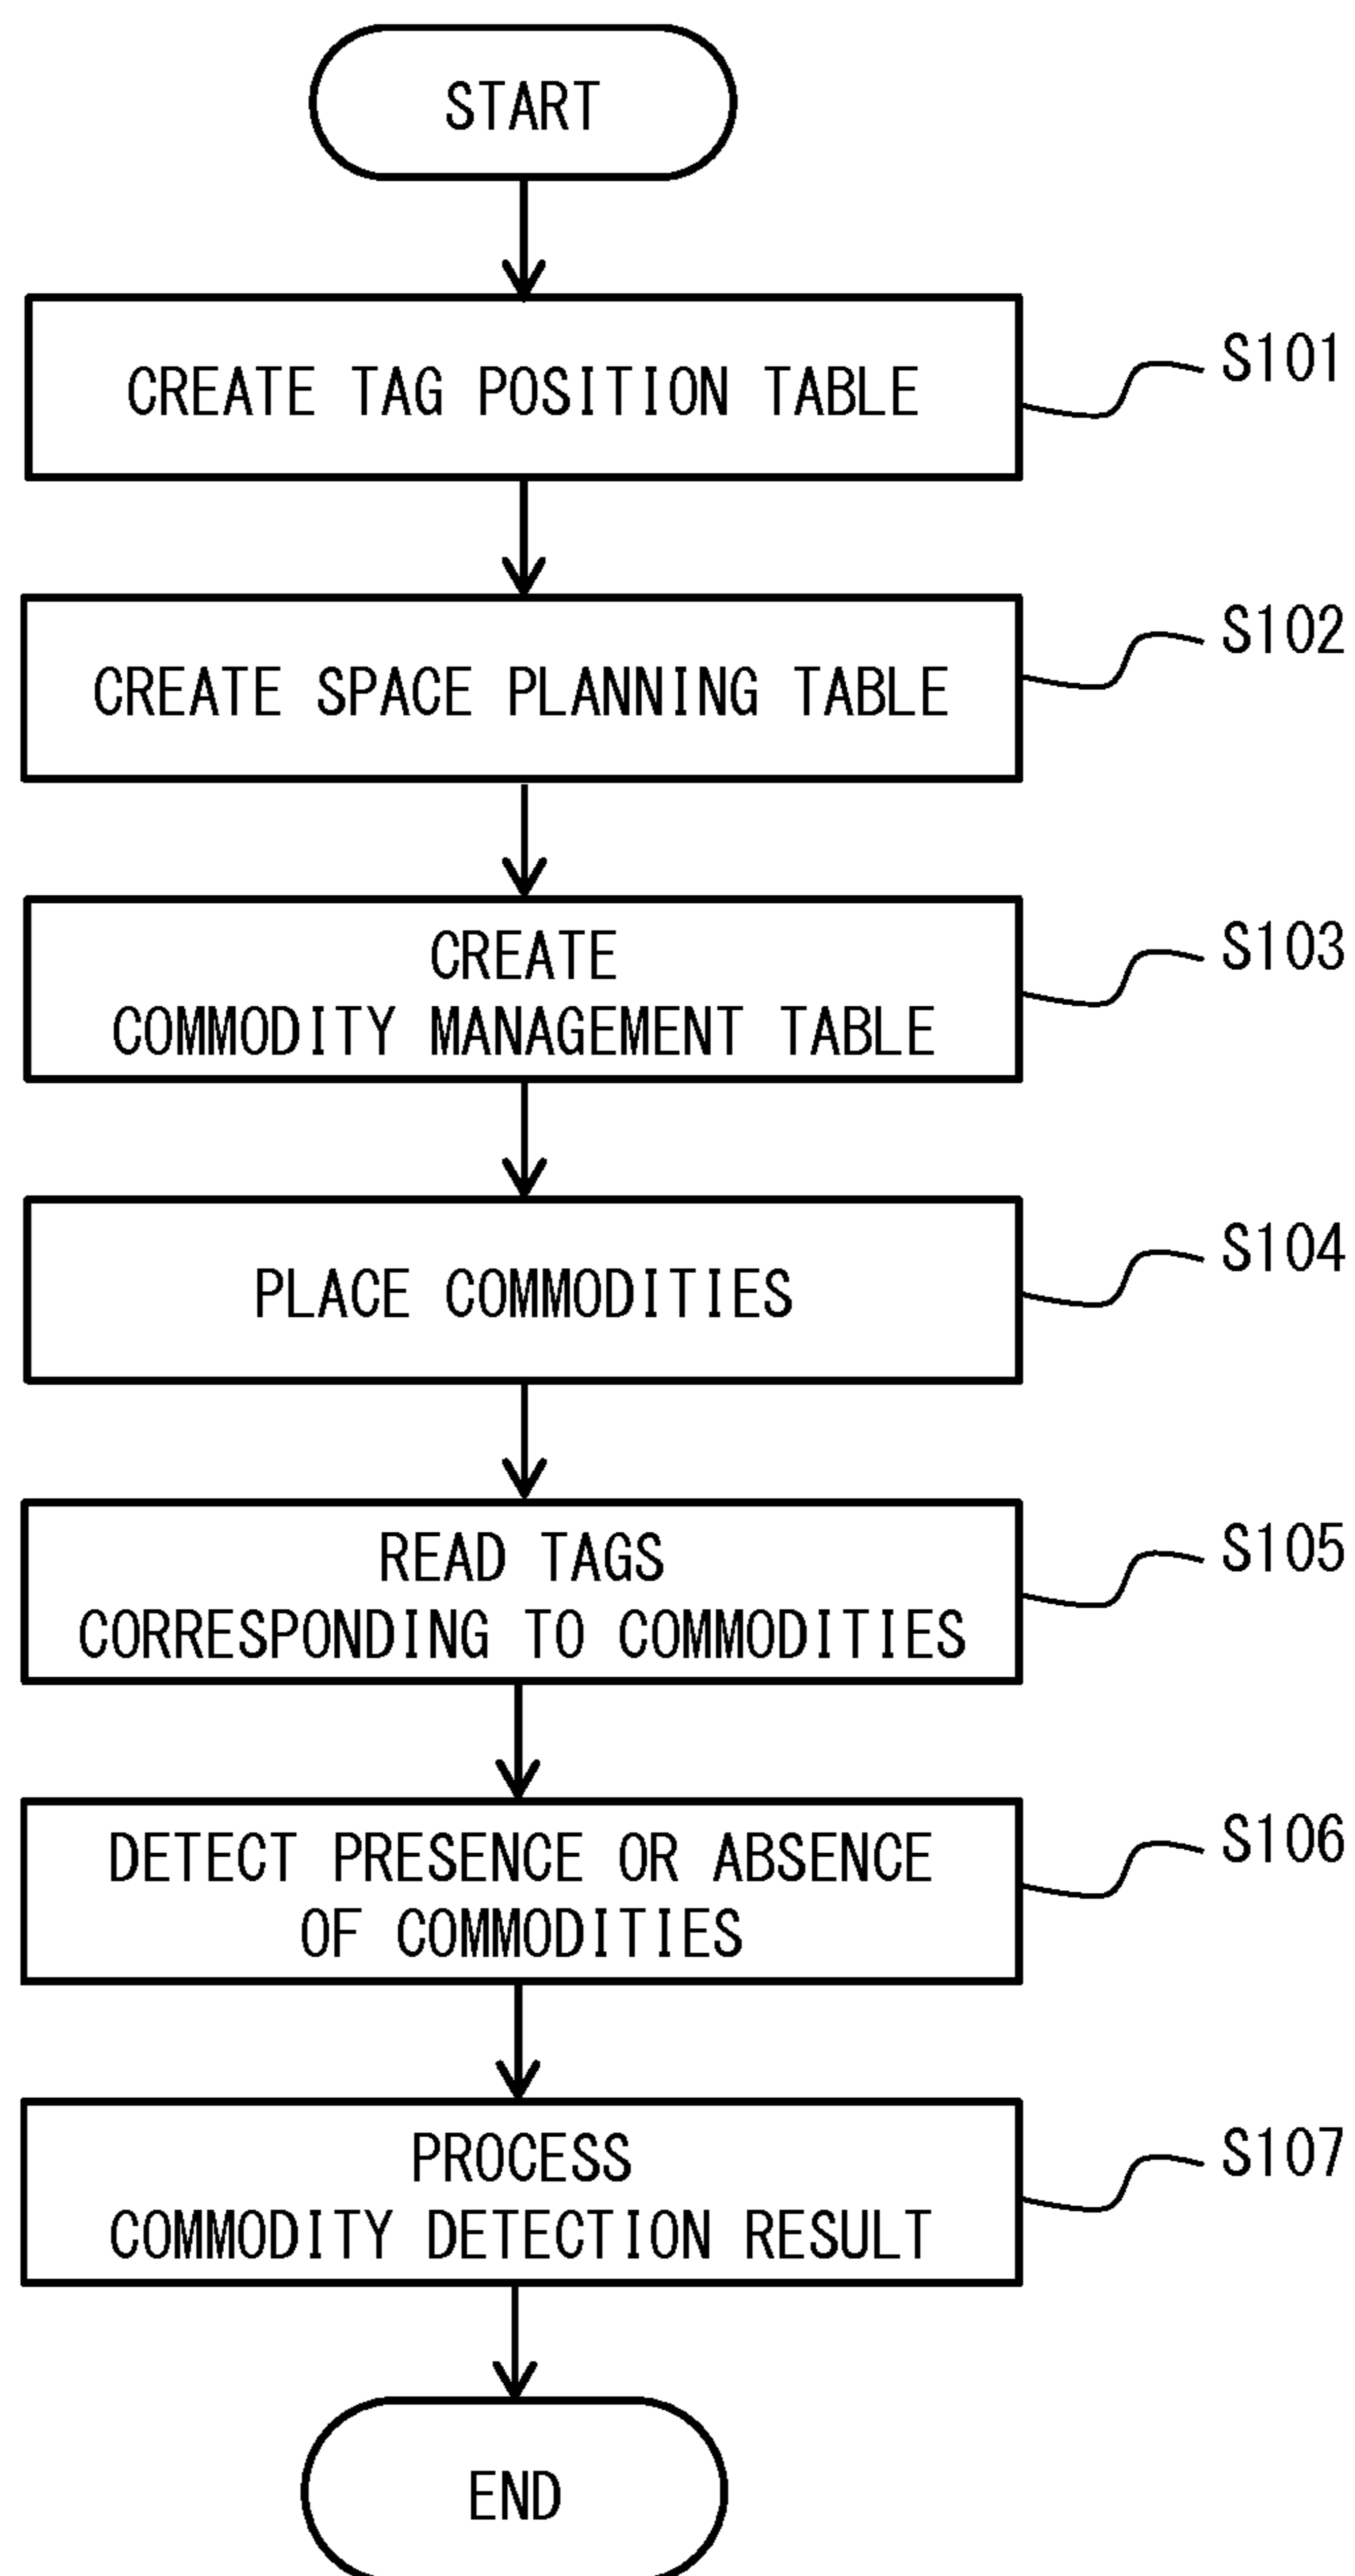 START
CREATE TAG POSITION TABLE
S101
CREATE SPACE PLANNING TABLE
S102
CREATE
COMMODITY MANAGEMENT TABLE
S103
PLACE COMMODITIES
S104
READ TAGS
CORRESPONDING TO COMMODITIES
S105
DETECT PRESENCE OR ABSENCE
OF COMMODITIES
S106
PROCESS
COMMODITY DETECTION RESULT
S107
END